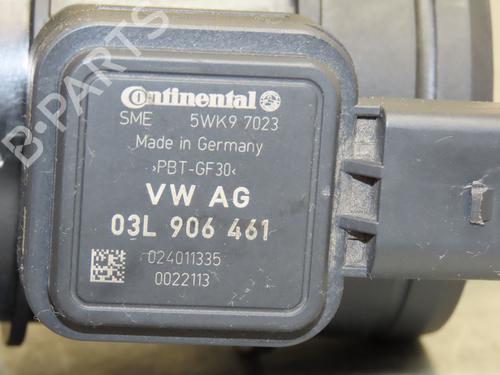 B-PARTS
Continental
SME 5WK9 7023
Made in Germany
>PBT-GF30<
VW AG
03L 906 461
024011335
0022113